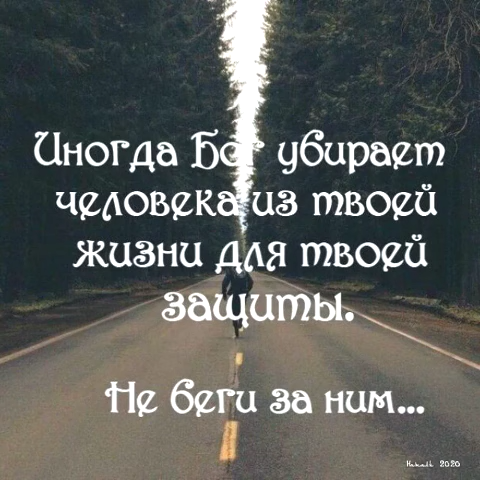 Иногда Бог убирает
человека из твоей
жизни для твоей
защиты.
Не беги за ним...
2020